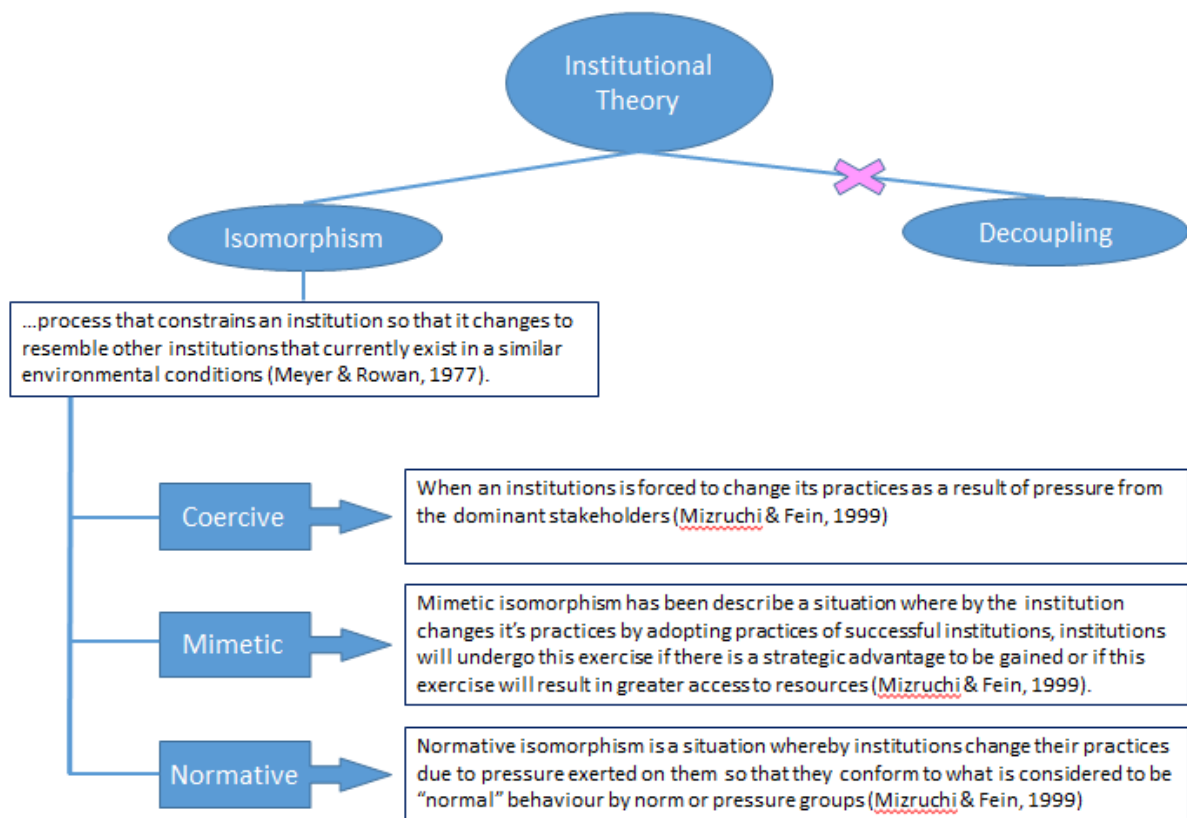 Institutional
Theory
Isomorphism
Decoupling
...process that constrains an institution so that it changes to
resemble other institutions that currently exist in a similar
environmental conditions (Meyer & Rowan, 1977).
Coercive
When an institutions is forced to change its practices as a result of pressure from
the dominant stakeholders (Mizruchi & Fein, 1999)
Mimetic
Mimetic isomorphism has been describe a situation where by the institution
changes it's practices by adopting practices of successful institutions, institutions
will undergo this exercise if there is a strategic advantage to be gained or if this
exercise will result in greater access to resources (Mizruchi & Fein, 1999).
Normative
Normative isomorphism is a situation whereby institutions change their practices
due to pressure exerted on them so that they conform to what is considered to be
“normal” behaviour by norm or pressure groups (Mizruchi & Fein, 1999)